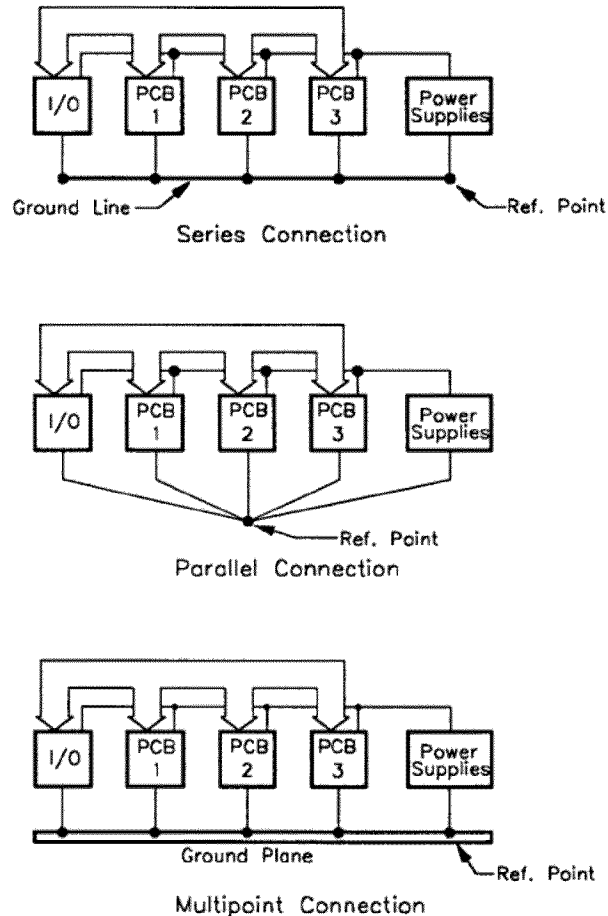 I/O
PCB
1
PCB
2
PCB
3
Power
Supplies
Ground Line
Ref. Point
Series Connection
I/O
PCB
1
PCB
2
PCB
3
Power
Supplies
Ref. Point
Parallel Connection
I/O
PCB
1
PCB
2
PCB
3
Power
Supplies
Ground Plane
Ref. Point
Multipoint Connection